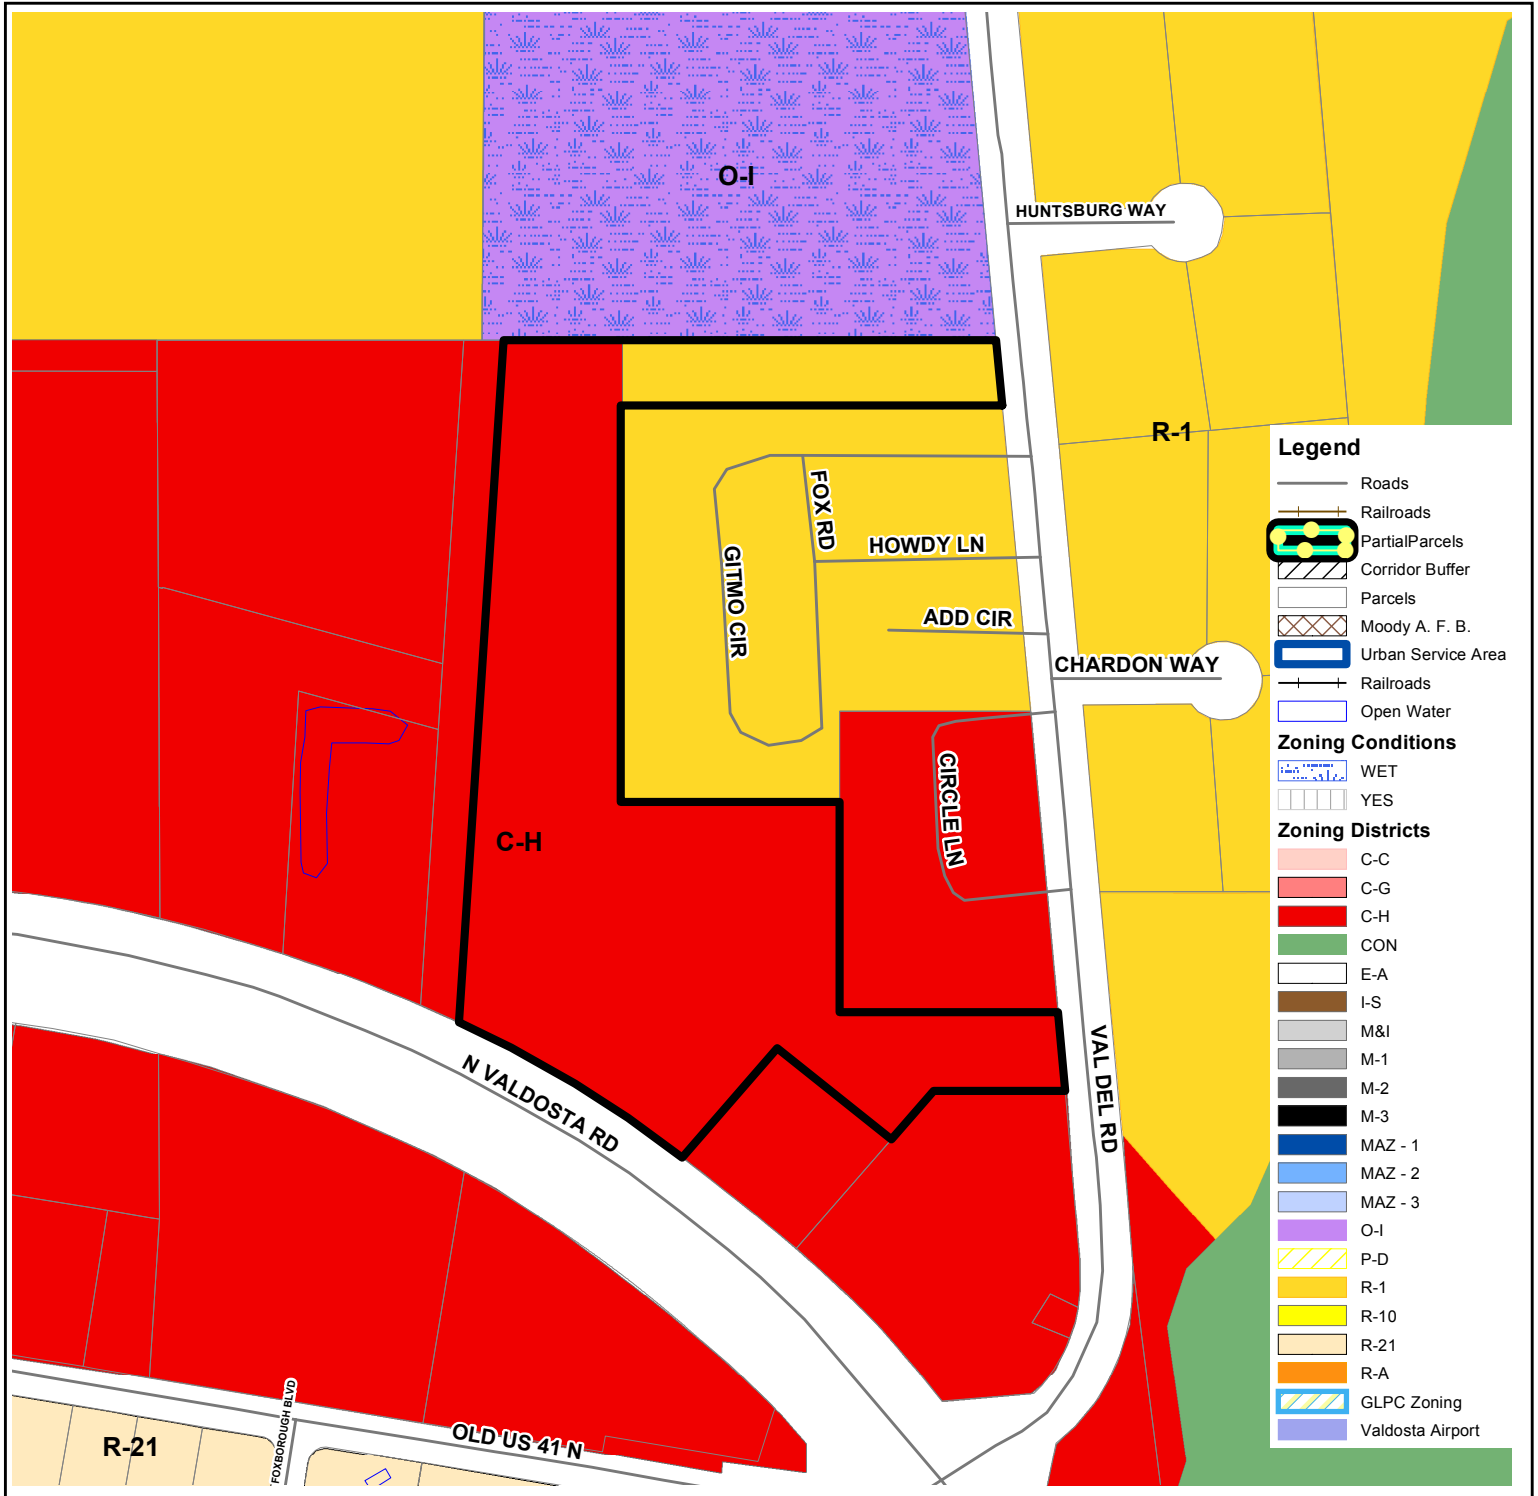 O-I
HUNTSBURG WAY
R-1
FOX RD
HOWDY LN
GITMO CIR
ADD CIR
CHARDON WAY
CIRCLE LN
C-H
N VALDOSTA RD
VAL DEL RD
R-21
FOXBOROUGH BLVD
OLD US 41 N
Legend
Roads
Railroads
PartialParcels
Corridor Buffer
Parcels
Moody A. F. B.
Urban Service Area
Railroads
Open Water
Zoning Conditions
WET
YES
Zoning Districts
C-C
C-G
C-H
CON
E-A
I-S
M&I
M-1
M-2
M-3
MAZ - 1
MAZ - 2
MAZ - 3
O-I
P-D
R-1
R-10
R-21
R-A
GLPC Zoning
Valdosta Airport